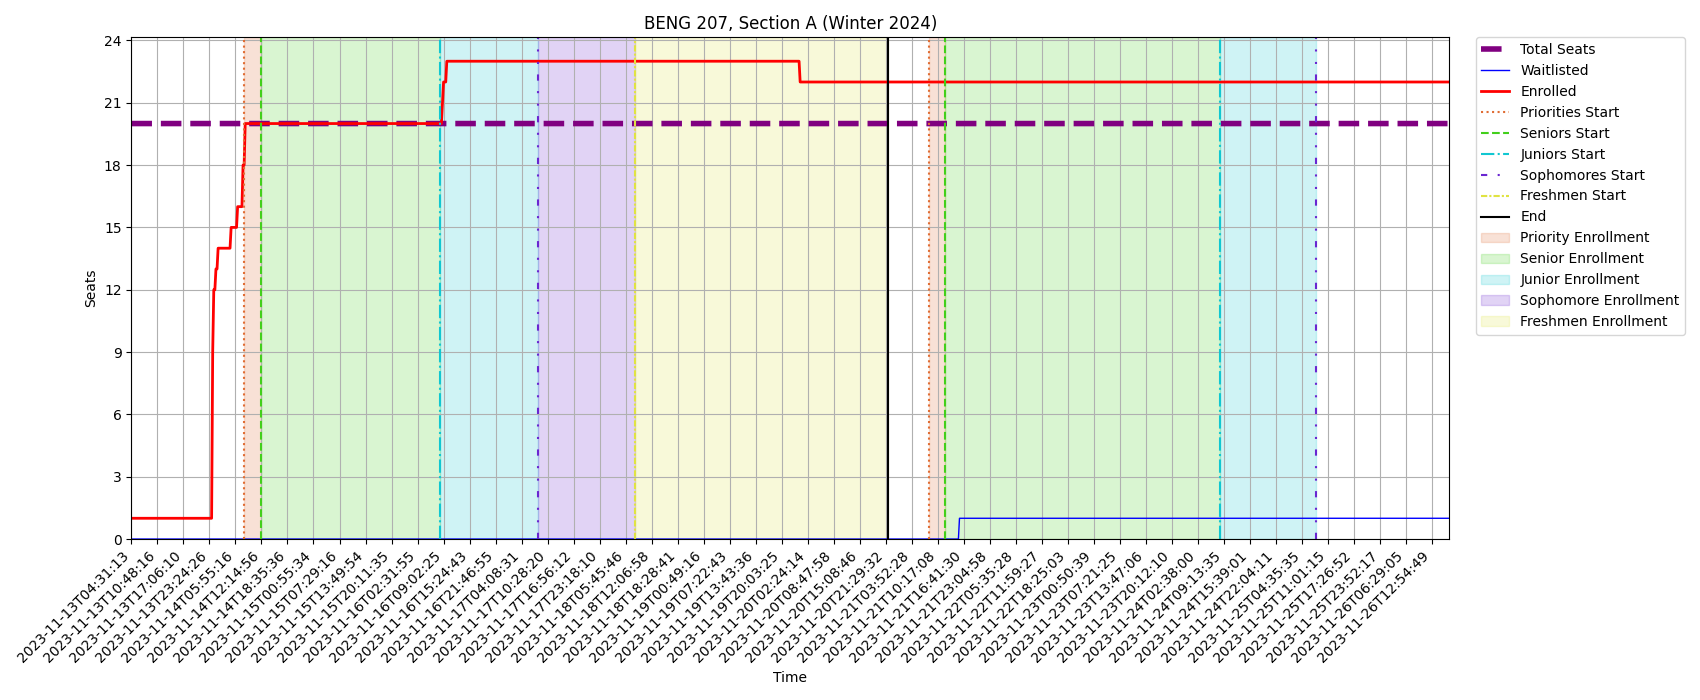 BENG 207, Section A (Winter 2024)
Seats
24
21
18
15
12
9
6
3
0
2023-11-13T04:31:13
2023-11-13T10:48:16
2023-11-13T17:06:10
2023-11-13T23:24:26
2023-11-14T05:55:16
2023-11-14T12:14:56
2023-11-14T18:35:36
2023-11-15T00:55:34
2023-11-15T07:29:16
2023-11-15T13:49:54
2023-11-15T20:11:35
2023-11-16T02:31:55
2023-11-16T09:02:25
2023-11-16T15:24:43
2023-11-16T21:46:55
2023-11-17T04:08:31
2023-11-17T10:28:20
2023-11-17T16:56:12
2023-11-17T23:18:10
2023-11-18T05:45:46
2023-11-18T12:06:58
2023-11-18T18:28:41
2023-11-19T00:49:16
2023-11-19T07:22:43
2023-11-19T13:43:36
2023-11-19T20:03:25
2023-11-20T02:24:14
2023-11-20T08:47:58
2023-11-20T15:08:46
2023-11-20T21:29:32
2023-11-21T03:52:28
2023-11-21T10:17:08
2023-11-21T16:41:30
2023-11-21T23:04:58
2023-11-22T05:35:28
2023-11-22T11:59:27
2023-11-22T18:25:03
2023-11-23T00:50:39
2023-11-23T07:21:25
2023-11-23T13:47:06
2023-11-23T20:12:10
2023-11-24T02:38:00
2023-11-24T09:13:35
2023-11-24T15:39:01
2023-11-24T22:04:11
2023-11-25T04:35:35
2023-11-25T11:01:15
2023-11-25T17:26:52
2023-11-25T23:52:17
2023-11-26T06:29:05
2023-11-26T12:54:49
Time
Total Seats
Waitlisted
Enrolled
Priorities Start
Seniors Start
Juniors Start
Sophomores Start
Freshmen Start
End
Priority Enrollment
Senior Enrollment
Junior Enrollment
Sophomore Enrollment
Freshmen Enrollment